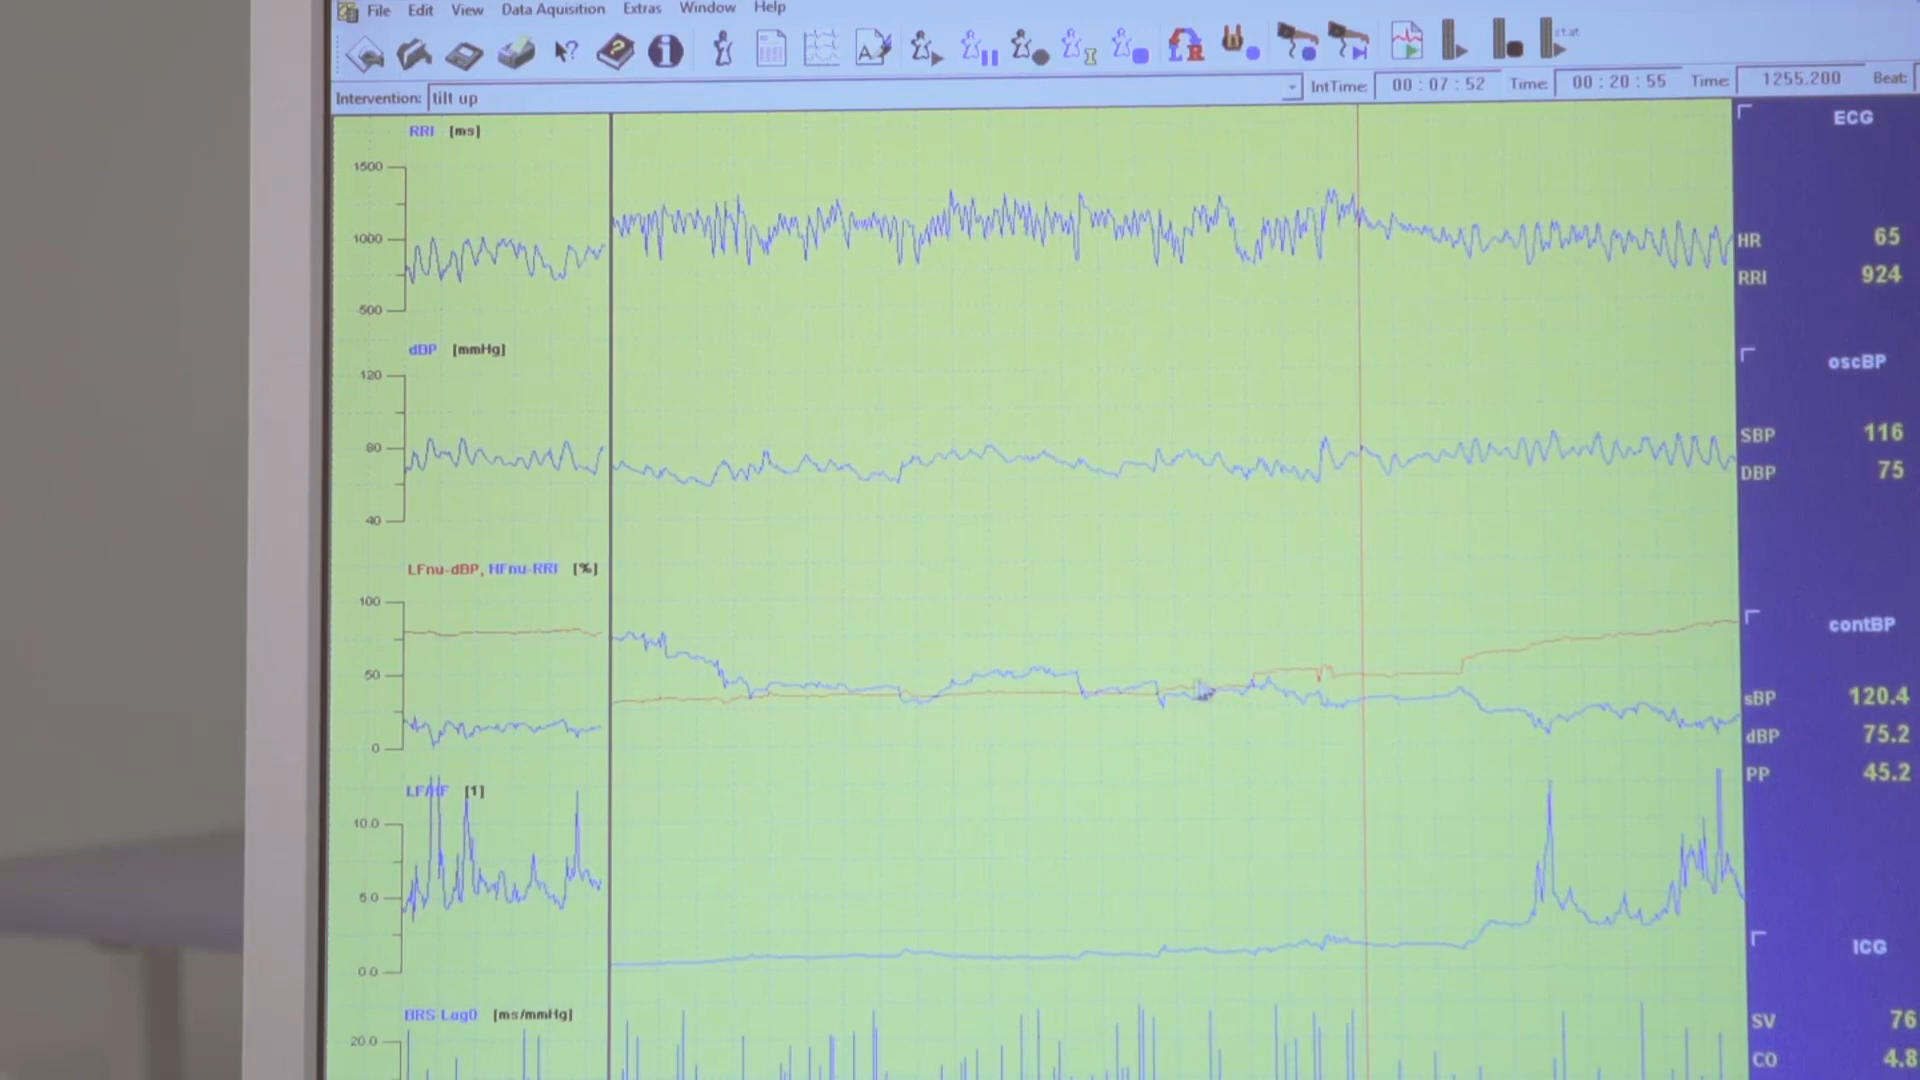 File Edit View Data Aquisition Extras Window Help
stat
Intervention: tilt up IntTime: 00 : 07 : 52 Time: 00 : 20 : 55 Time: 1255.200 Beat:
RRI [ms]
1500
1000
500
dBP [mmHg]
120
80
40
LFnu-dBP, HFnu-RRI [%]
100
50
0
LF/HF [1]
10.0
5.0
0.0
BRS Lag0 [ms/mmHg]
20.0
ECG
HR 65
RRI 924
oscBP
SBP 116
DBP 75
contBP
sBP 120.4
dBP 75.2
PP 45.2
ICG
SV 76
CO 4.8